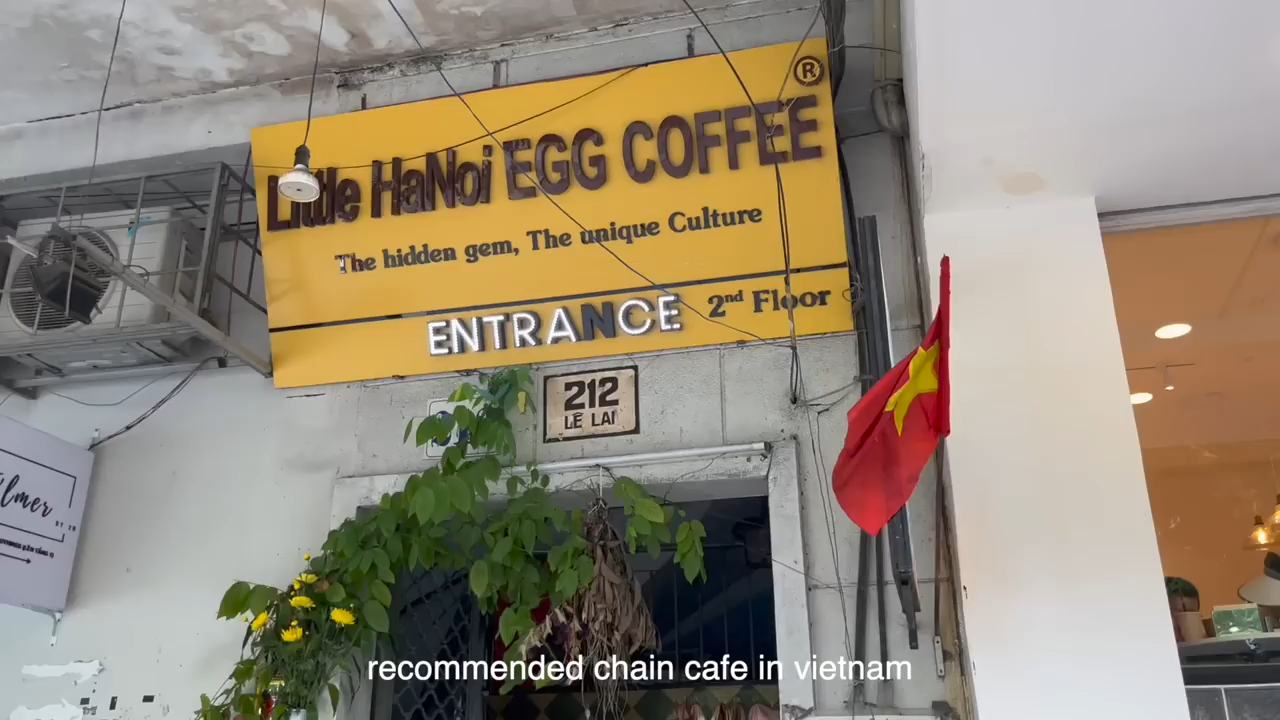 ®
Little HaNoi EGG COFFEE
The hidden gem, The unique Culture
ENTRANCE 2nd Floor
212
LÊ LAI
recommended chain cafe in vietnam